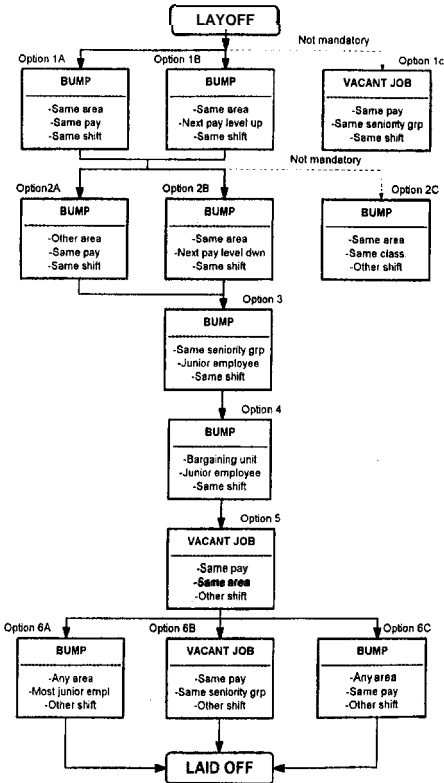 LAYOFF
Not mandatory
Option 1A
Option 1B
Option 1c
BUMP
-Same area
-Same pay
-Same shift
BUMP
-Same area
-Next pay level up
-Same shift
VACANT JOB
-Same pay
-Same seniority grp
-Same shift
Not mandatory
Option2A
Option 2B
Option 2C
BUMP
-Other area
-Same pay
-Same shift
BUMP
-Same area
-Next pay level dwn
-Same shift
BUMP
-Same area
-Same class.
-Other shift
Option 3
BUMP
-Same seniority grp
-Junior employee
-Same shift
Option 4
BUMP
-Bargaining unit
-Junior employee
-Same shift
Option 5
VACANT JOB
-Same pay
-Same area
-Other shift
Option 6A
Option 6B
Option 6C
BUMP
-Any area
-Most junior empl
-Other shift
VACANT JOB
-Same pay
-Same seniority grp
-Other shift
BUMP
-Any area
-Same pay
-Other shift
LAID OFF